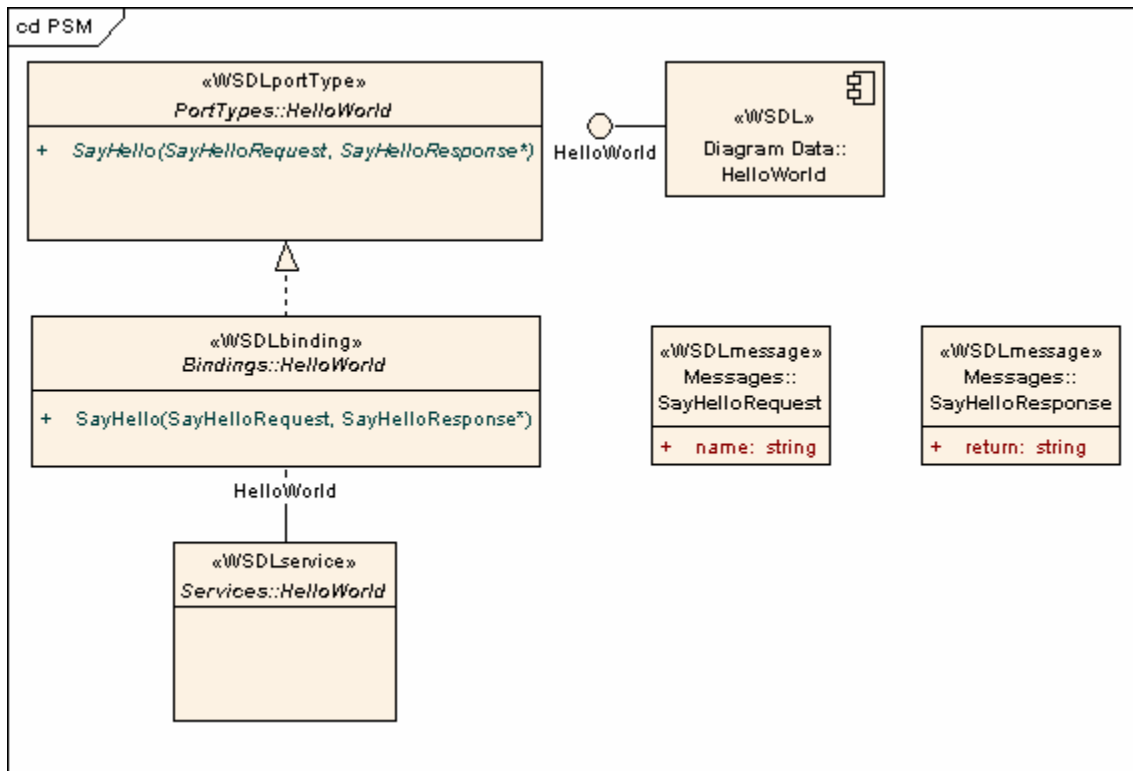 cd PSM
«WSDLportType»
PortTypes::HelloWorld
+ SayHello(SayHelloRequest, SayHelloResponse*)
HelloWorld
«WSDL»
Diagram Data::
HelloWorld
«WSDLbinding»
Bindings::HelloWorld
+ SayHello(SayHelloRequest, SayHelloResponse*)
«WSDLmessage»
Messages::
SayHelloRequest
+ name: string
«WSDLmessage»
Messages::
SayHelloResponse
+ return: string
HelloWorld
«WSDLservice»
Services::HelloWorld